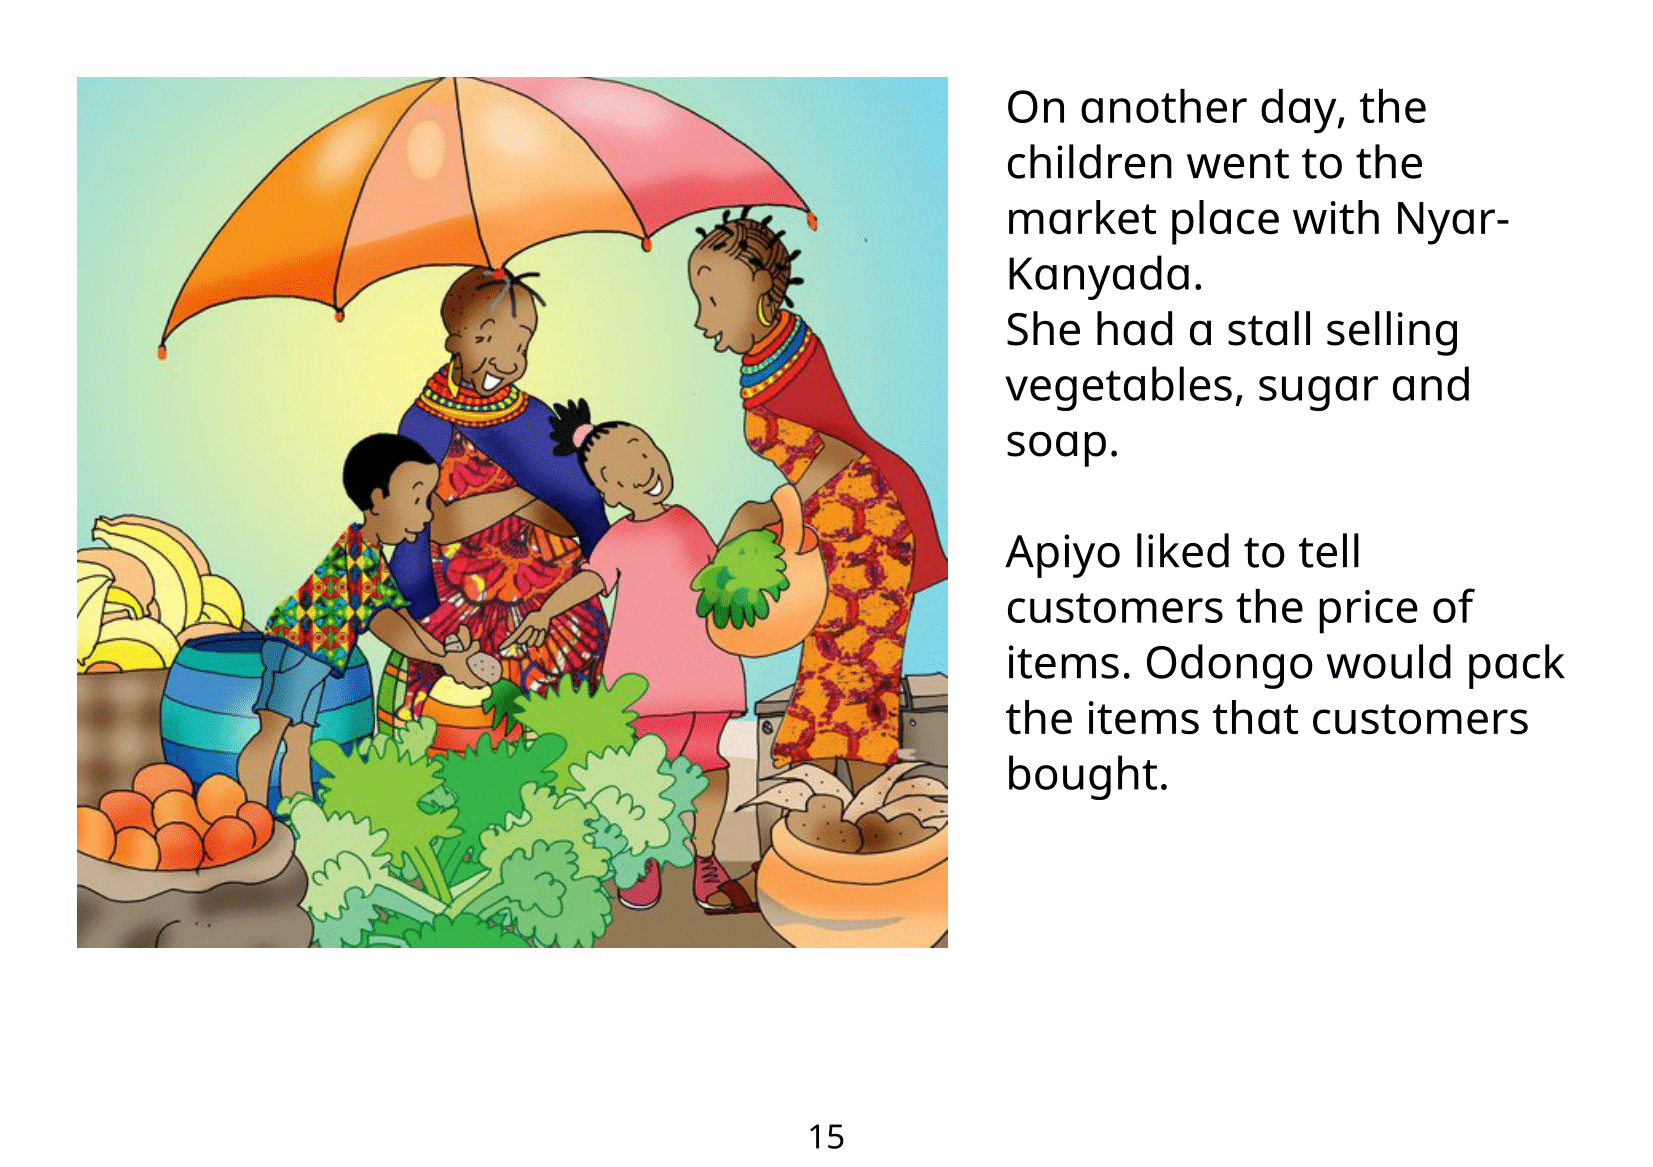 On another day, the
children went to the
market place with Nyar-
Kanyada.
She had a stall selling
vegetables, sugar and
soap.
Apiyo liked to tell
customers the price of
items. Odongo would pack
the items that customers
bought.
15